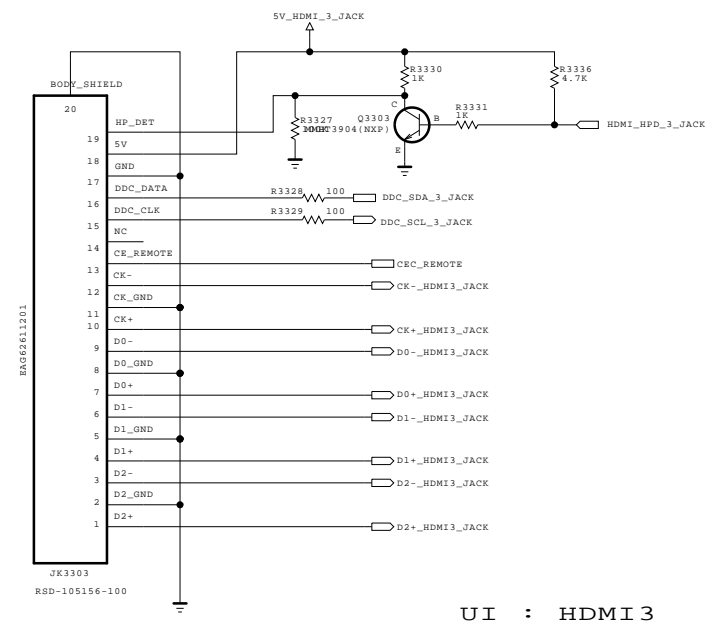 5V_HDMI_3_JACK
BODY_SHIELD
20
R3330
1K
R3336
4.7K
C
R3331
1K
HP_DET
R3327
Q3303
MMBT3904(NXP)
B
HDMI_HPD_3_JACK
19
5V
E
18
GND
17
DDC_DATA
R3328 100
DDC_SDA_3_JACK
16
DDC_CLK
R3329 100
DDC_SCL_3_JACK
15
NC
14
CE_REMOTE
CEC_REMOTE
13
CK-
CK-_HDMI3_JACK
12
CK_GND
11
10
CK+
CK+_HDMI3_JACK
9
D0-
D0-_HDMI3_JACK
8
D0_GND
7
D0+
D0+_HDMI3_JACK
6
D1-
D1-_HDMI3_JACK
5
D1_GND
4
D1+
D1+_HDMI3_JACK
3
D2-
D2-_HDMI3_JACK
2
D2_GND
1
D2+
D2+_HDMI3_JACK
EAG62611201
JK3303
RSD-105156-100
UI : HDMI3